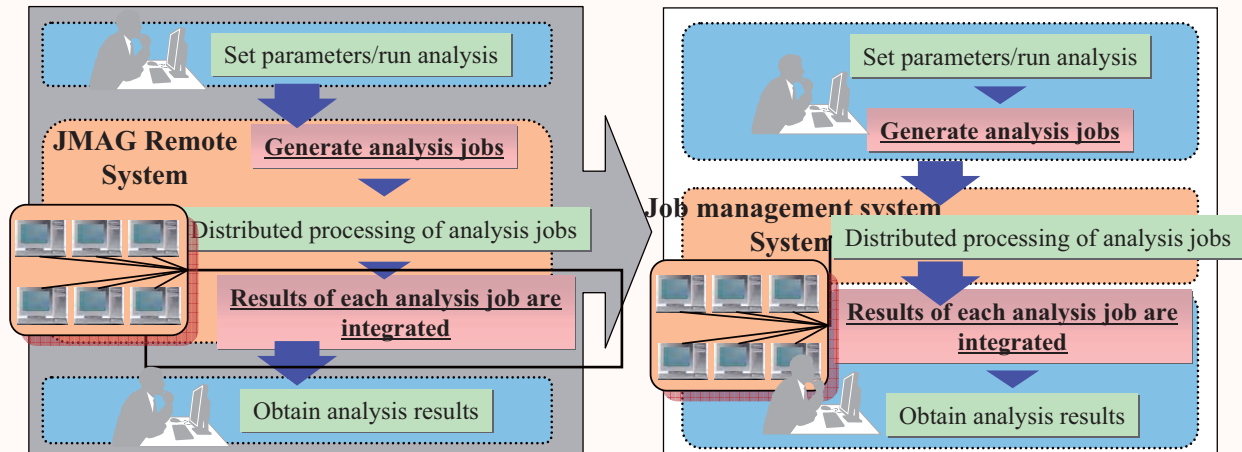 Set parameters/run analysis
JMAG Remote
System
Generate analysis jobs
Distributed processing of analysis jobs
Results of each analysis job are
integrated
Obtain analysis results
Set parameters/run analysis
Generate analysis jobs
Job management system
System
Distributed processing of analysis jobs
Results of each analysis job are
integrated
Obtain analysis results